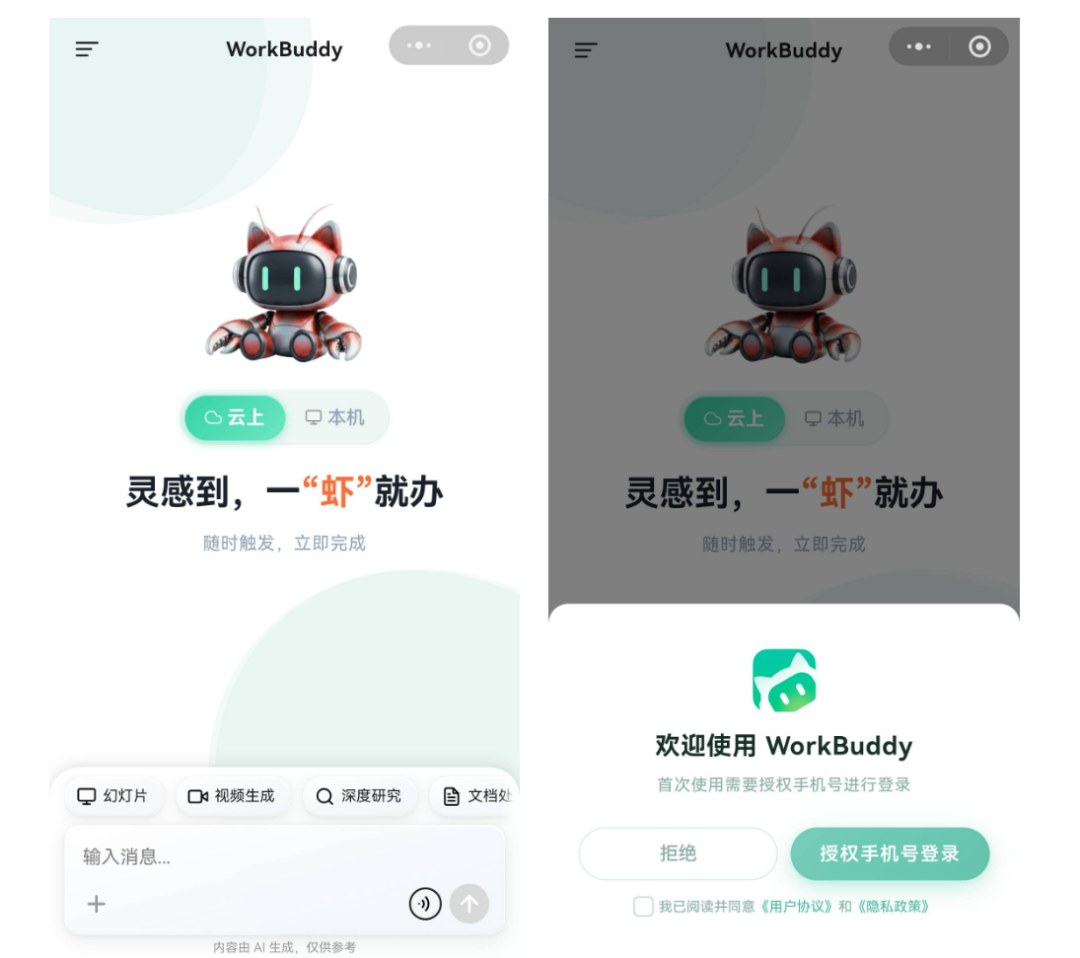 WorkBuddy
云上
本机
灵感到，一“虾”就办
随时触发，立即完成
幻灯片
视频生成
深度研究
文档处
输入消息...
内容由 AI 生成，仅供参考
WorkBuddy
云上
本机
灵感到，一“虾”就办
随时触发，立即完成
欢迎使用 WorkBuddy
首次使用需要授权手机号进行登录
拒绝
授权手机号登录
我已阅读并同意《用户协议》和《隐私政策》